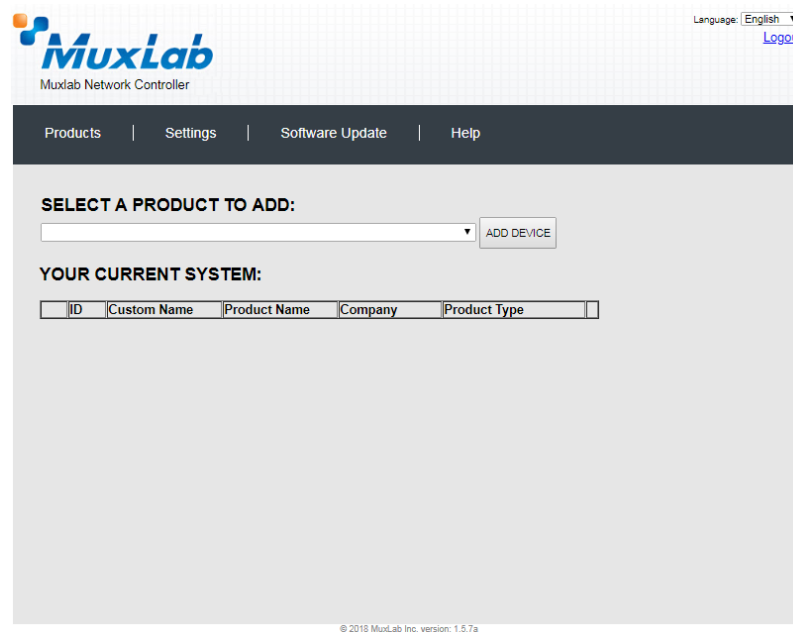 Language: English
Logo
MuxLab
Muxlab Network Controller
Products | Settings | Software Update | Help
SELECT A PRODUCT TO ADD:
ADD DEVICE
YOUR CURRENT SYSTEM:
ID Custom Name Product Name Company Product Type
© 2018 MuxLab Inc. version: 1.5.7a